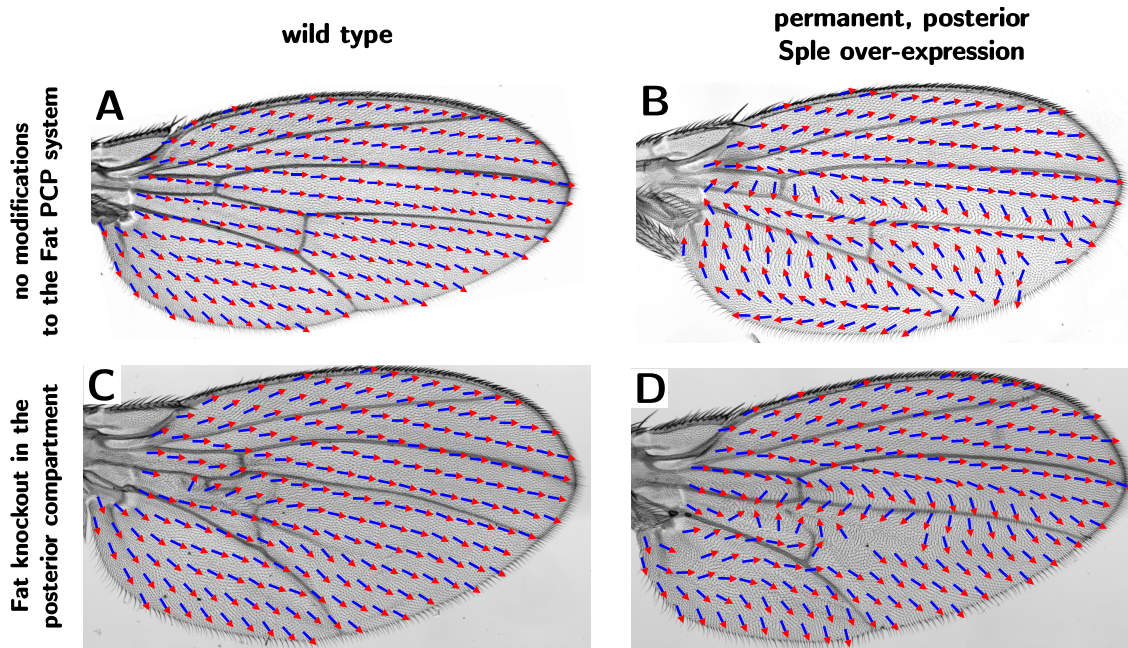 wild type
permanent, posterior
Sple over-expression
no modifications
to the Fat PCP system
A
B
Fat knockout in the
posterior compartment
C
D